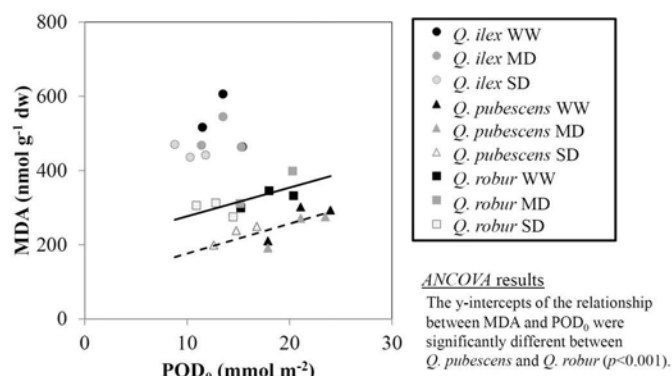 800
600
400
200
0
MDA (nmol g⁻¹ dw)
0 10 20 30
POD₀ (mmol m⁻²)
Q. ilex WW
Q. ilex MD
Q. ilex SD
Q. pubescens WW
Q. pubescens MD
Q. pubescens SD
Q. robur WW
Q. robur MD
Q. robur SD
ANCOVA results
The y-intercepts of the relationship
between MDA and POD₀ were
significantly different between
Q. pubescens and Q. robur (p<0.001).